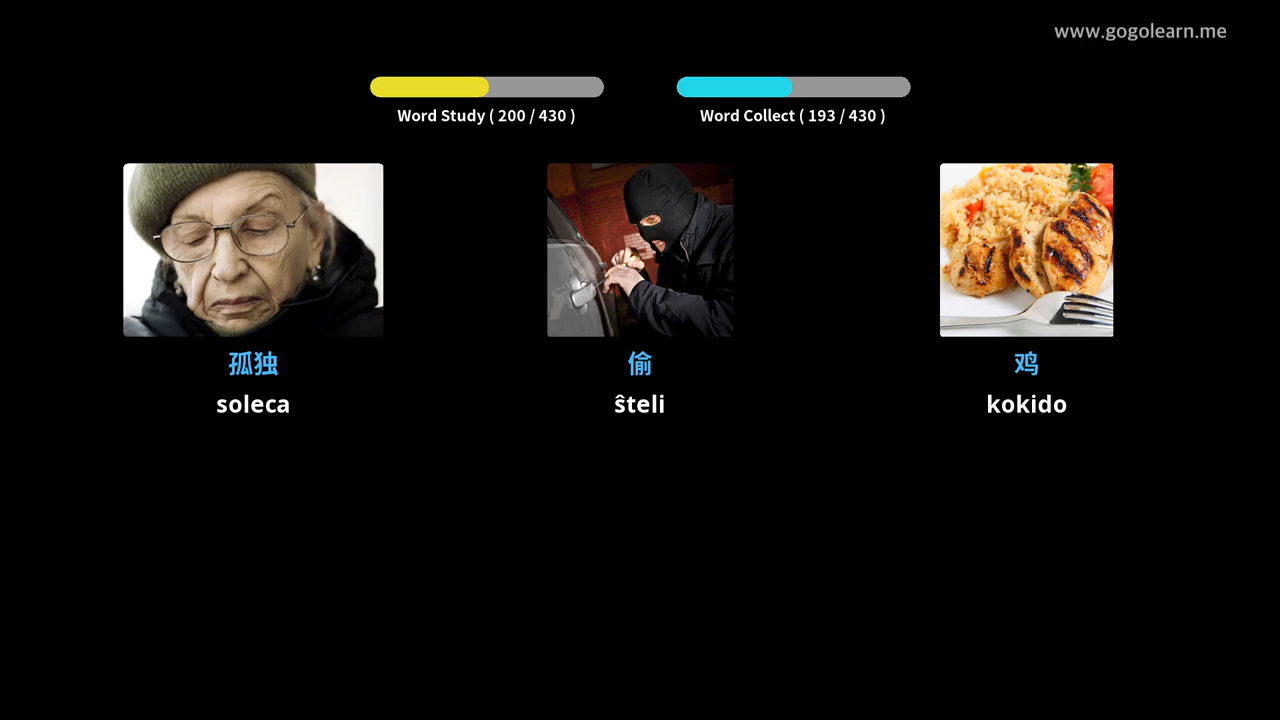 www.gogolearn.me
Word Study ( 200 / 430 )
Word Collect ( 193 / 430 )
孤独
偷
鸡
soleca
ŝteli
kokido